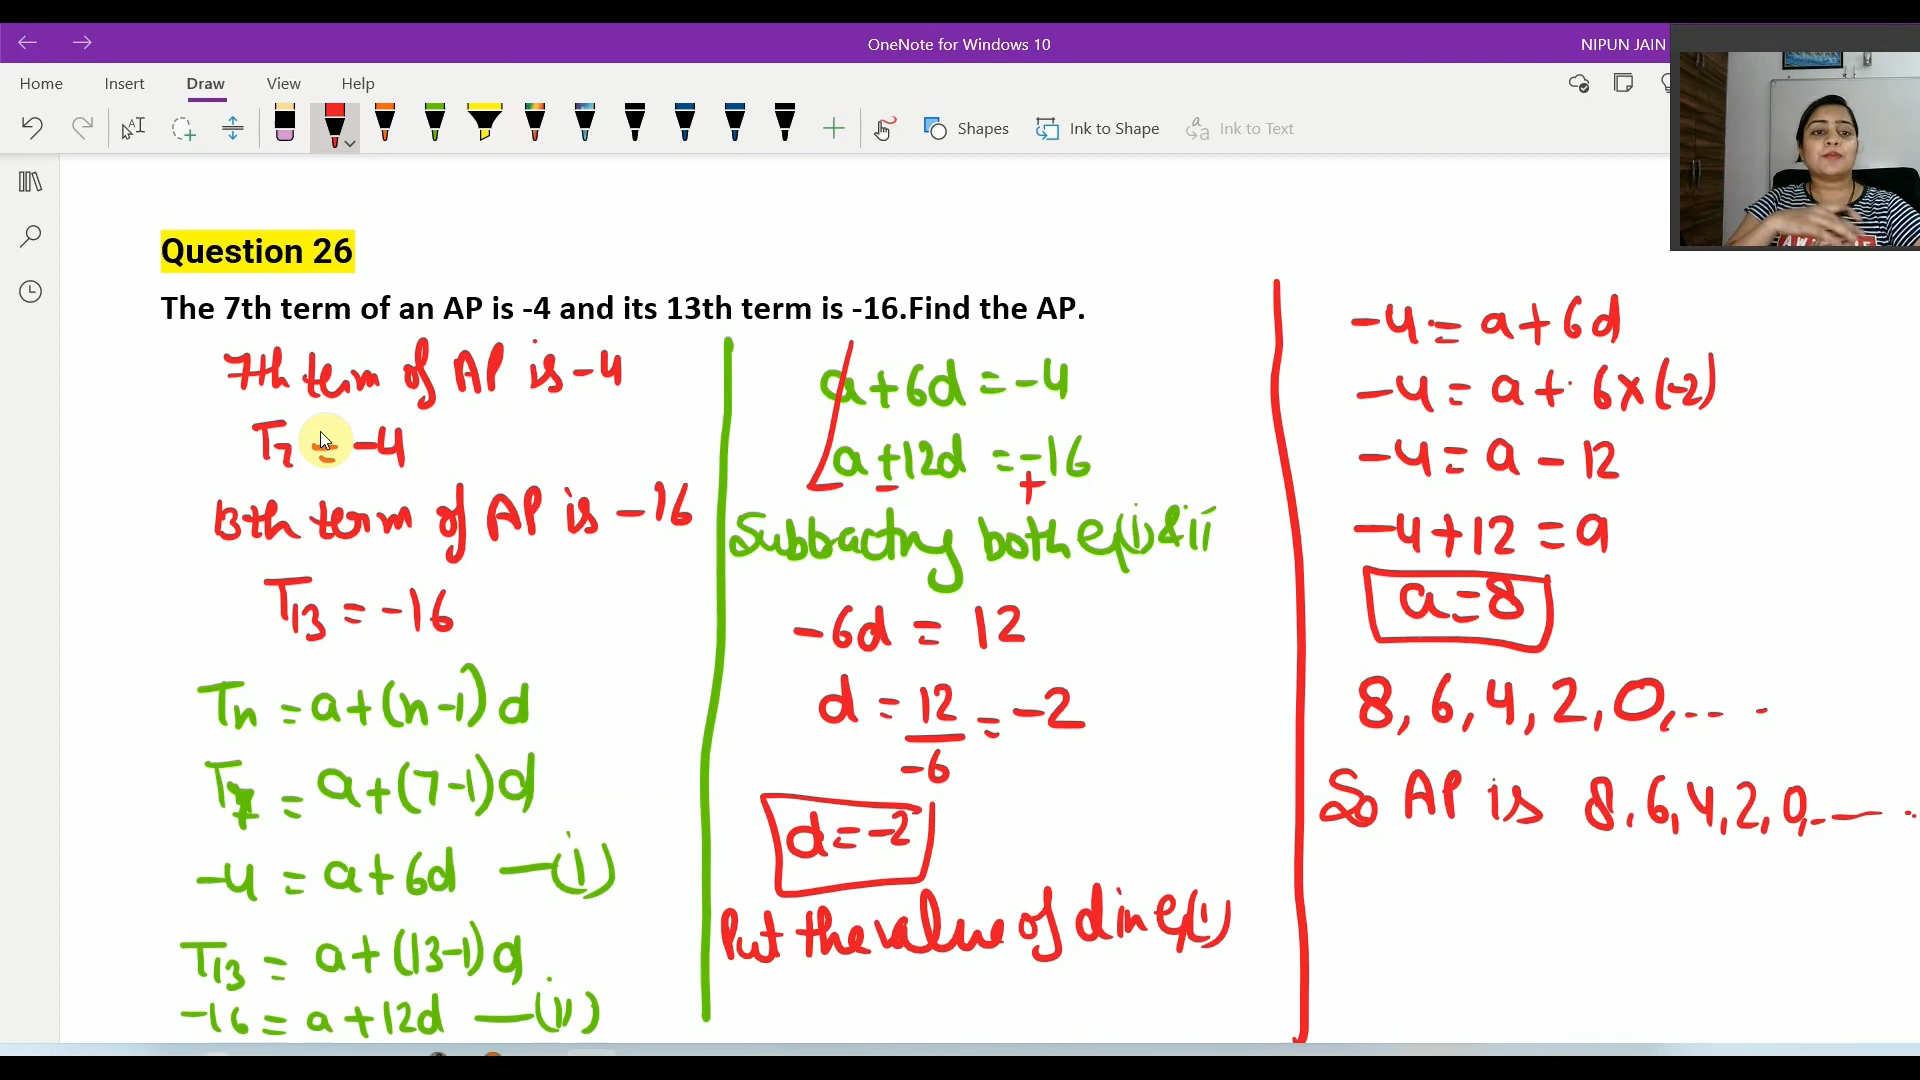 OneNote for Windows 10
NIPUN JAIN
Home Insert Draw View Help
Shapes Ink to Shape Ink to Text
Question 26
The 7th term of an AP is -4 and its 13th term is -16.Find the AP.
7th term of AP is -4
T7 = -4
13th term of AP is -16
T13 = -16
Tn = a+(n-1)d
T7 = a+(7-1)d
-4 = a+6d —(i)
T13 = a+(13-1)d
-16 = a+12d —(ii)
a+6d = -4
a+12d = -16
- +
Subtracting both eq(i) & ii
-6d = 12
d = 12/-6 = -2
d = -2
Put the value of d in eq(i)
-4 = a+6d
-4 = a+6x(-2)
-4 = a-12
-4+12 = a
a=8
8, 6, 4, 2, 0, ....
So AP is 8, 6, 4, 2, 0, ....